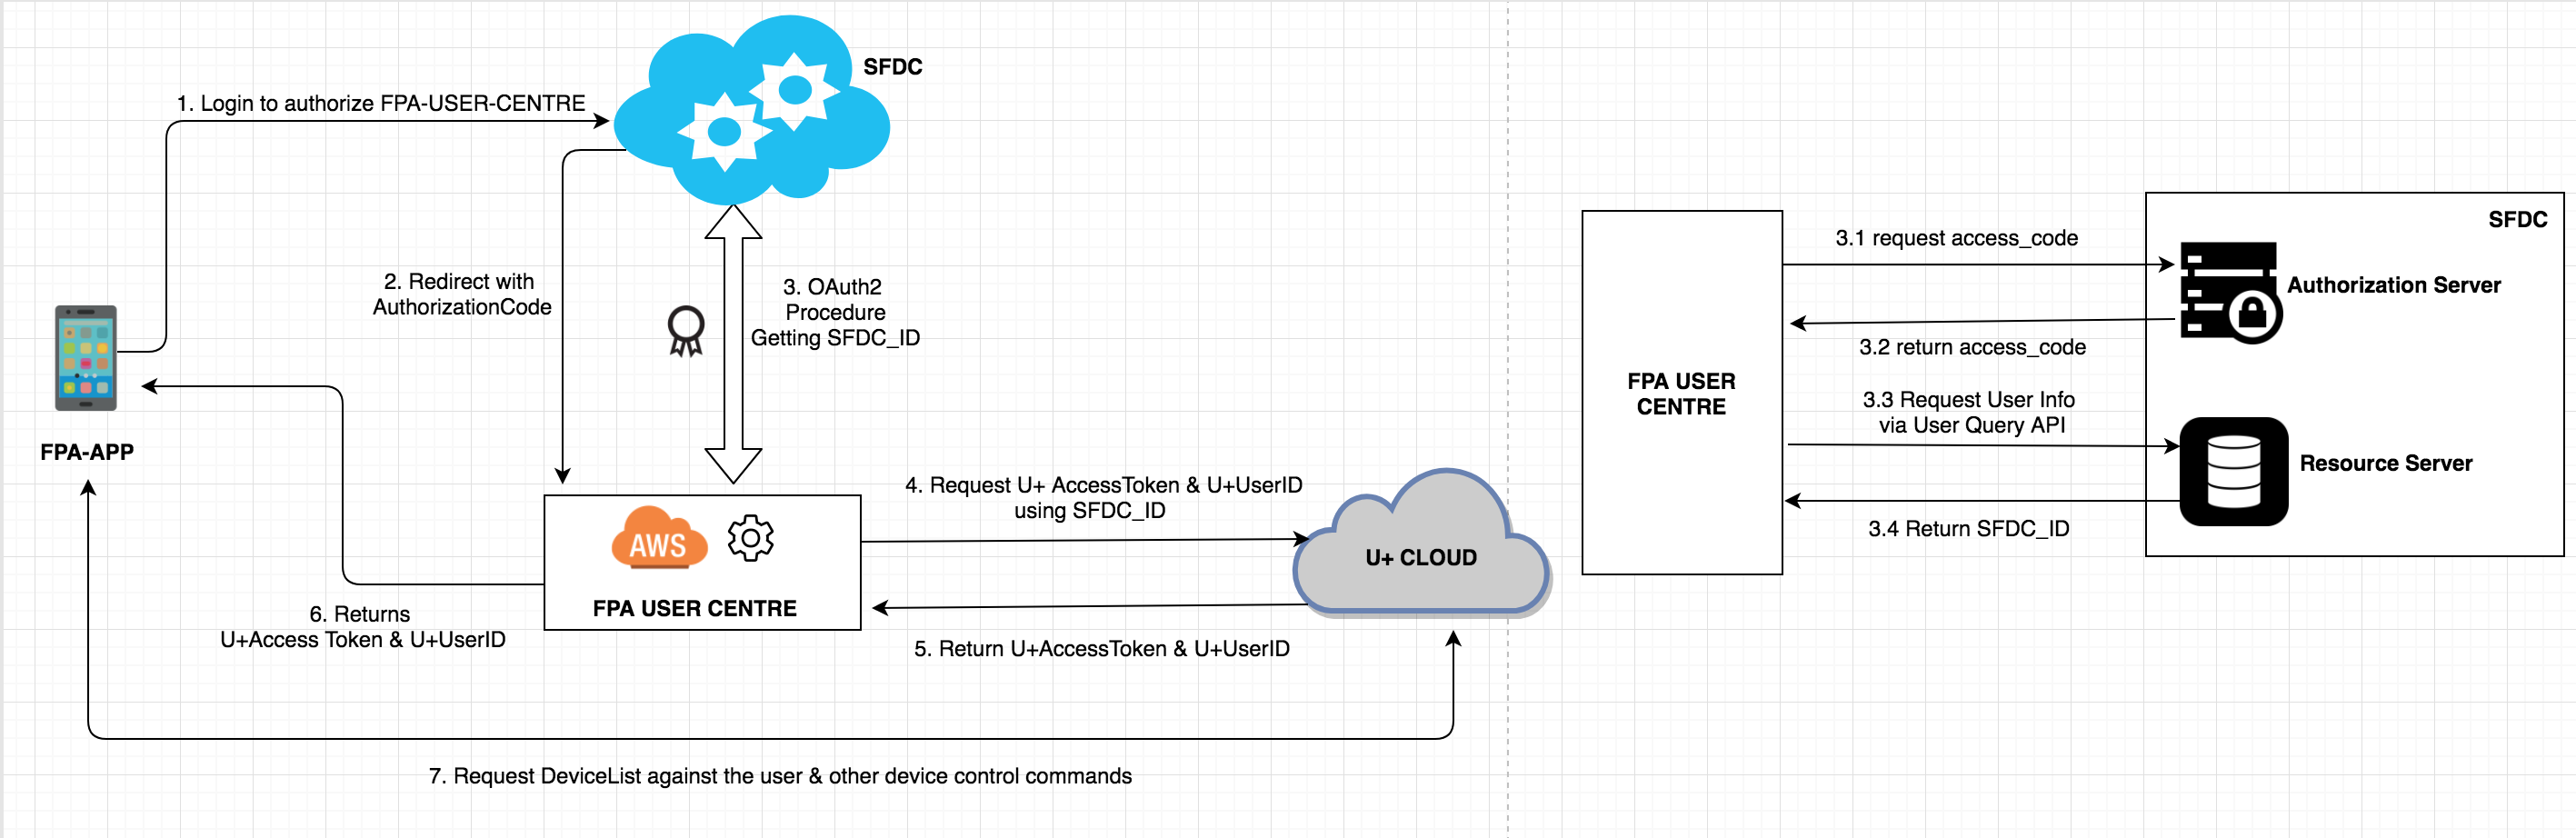 SFDC
1. Login to authorize FPA-USER-CENTRE
2. Redirect with
AuthorizationCode
3. OAuth2
Procedure
Getting SFDC_ID
FPA-APP
4. Request U+ AccessToken & U+UserID
using SFDC_ID
AWS
FPA USER CENTRE
U+ CLOUD
5. Return U+AccessToken & U+UserID
6. Returns
U+Access Token & U+UserID
7. Request DeviceList against the user & other device control commands
FPA USER
CENTRE
3.1 request access_code
3.2 return access_code
3.3 Request User Info
via User Query API
3.4 Return SFDC_ID
SFDC
Authorization Server
Resource Server